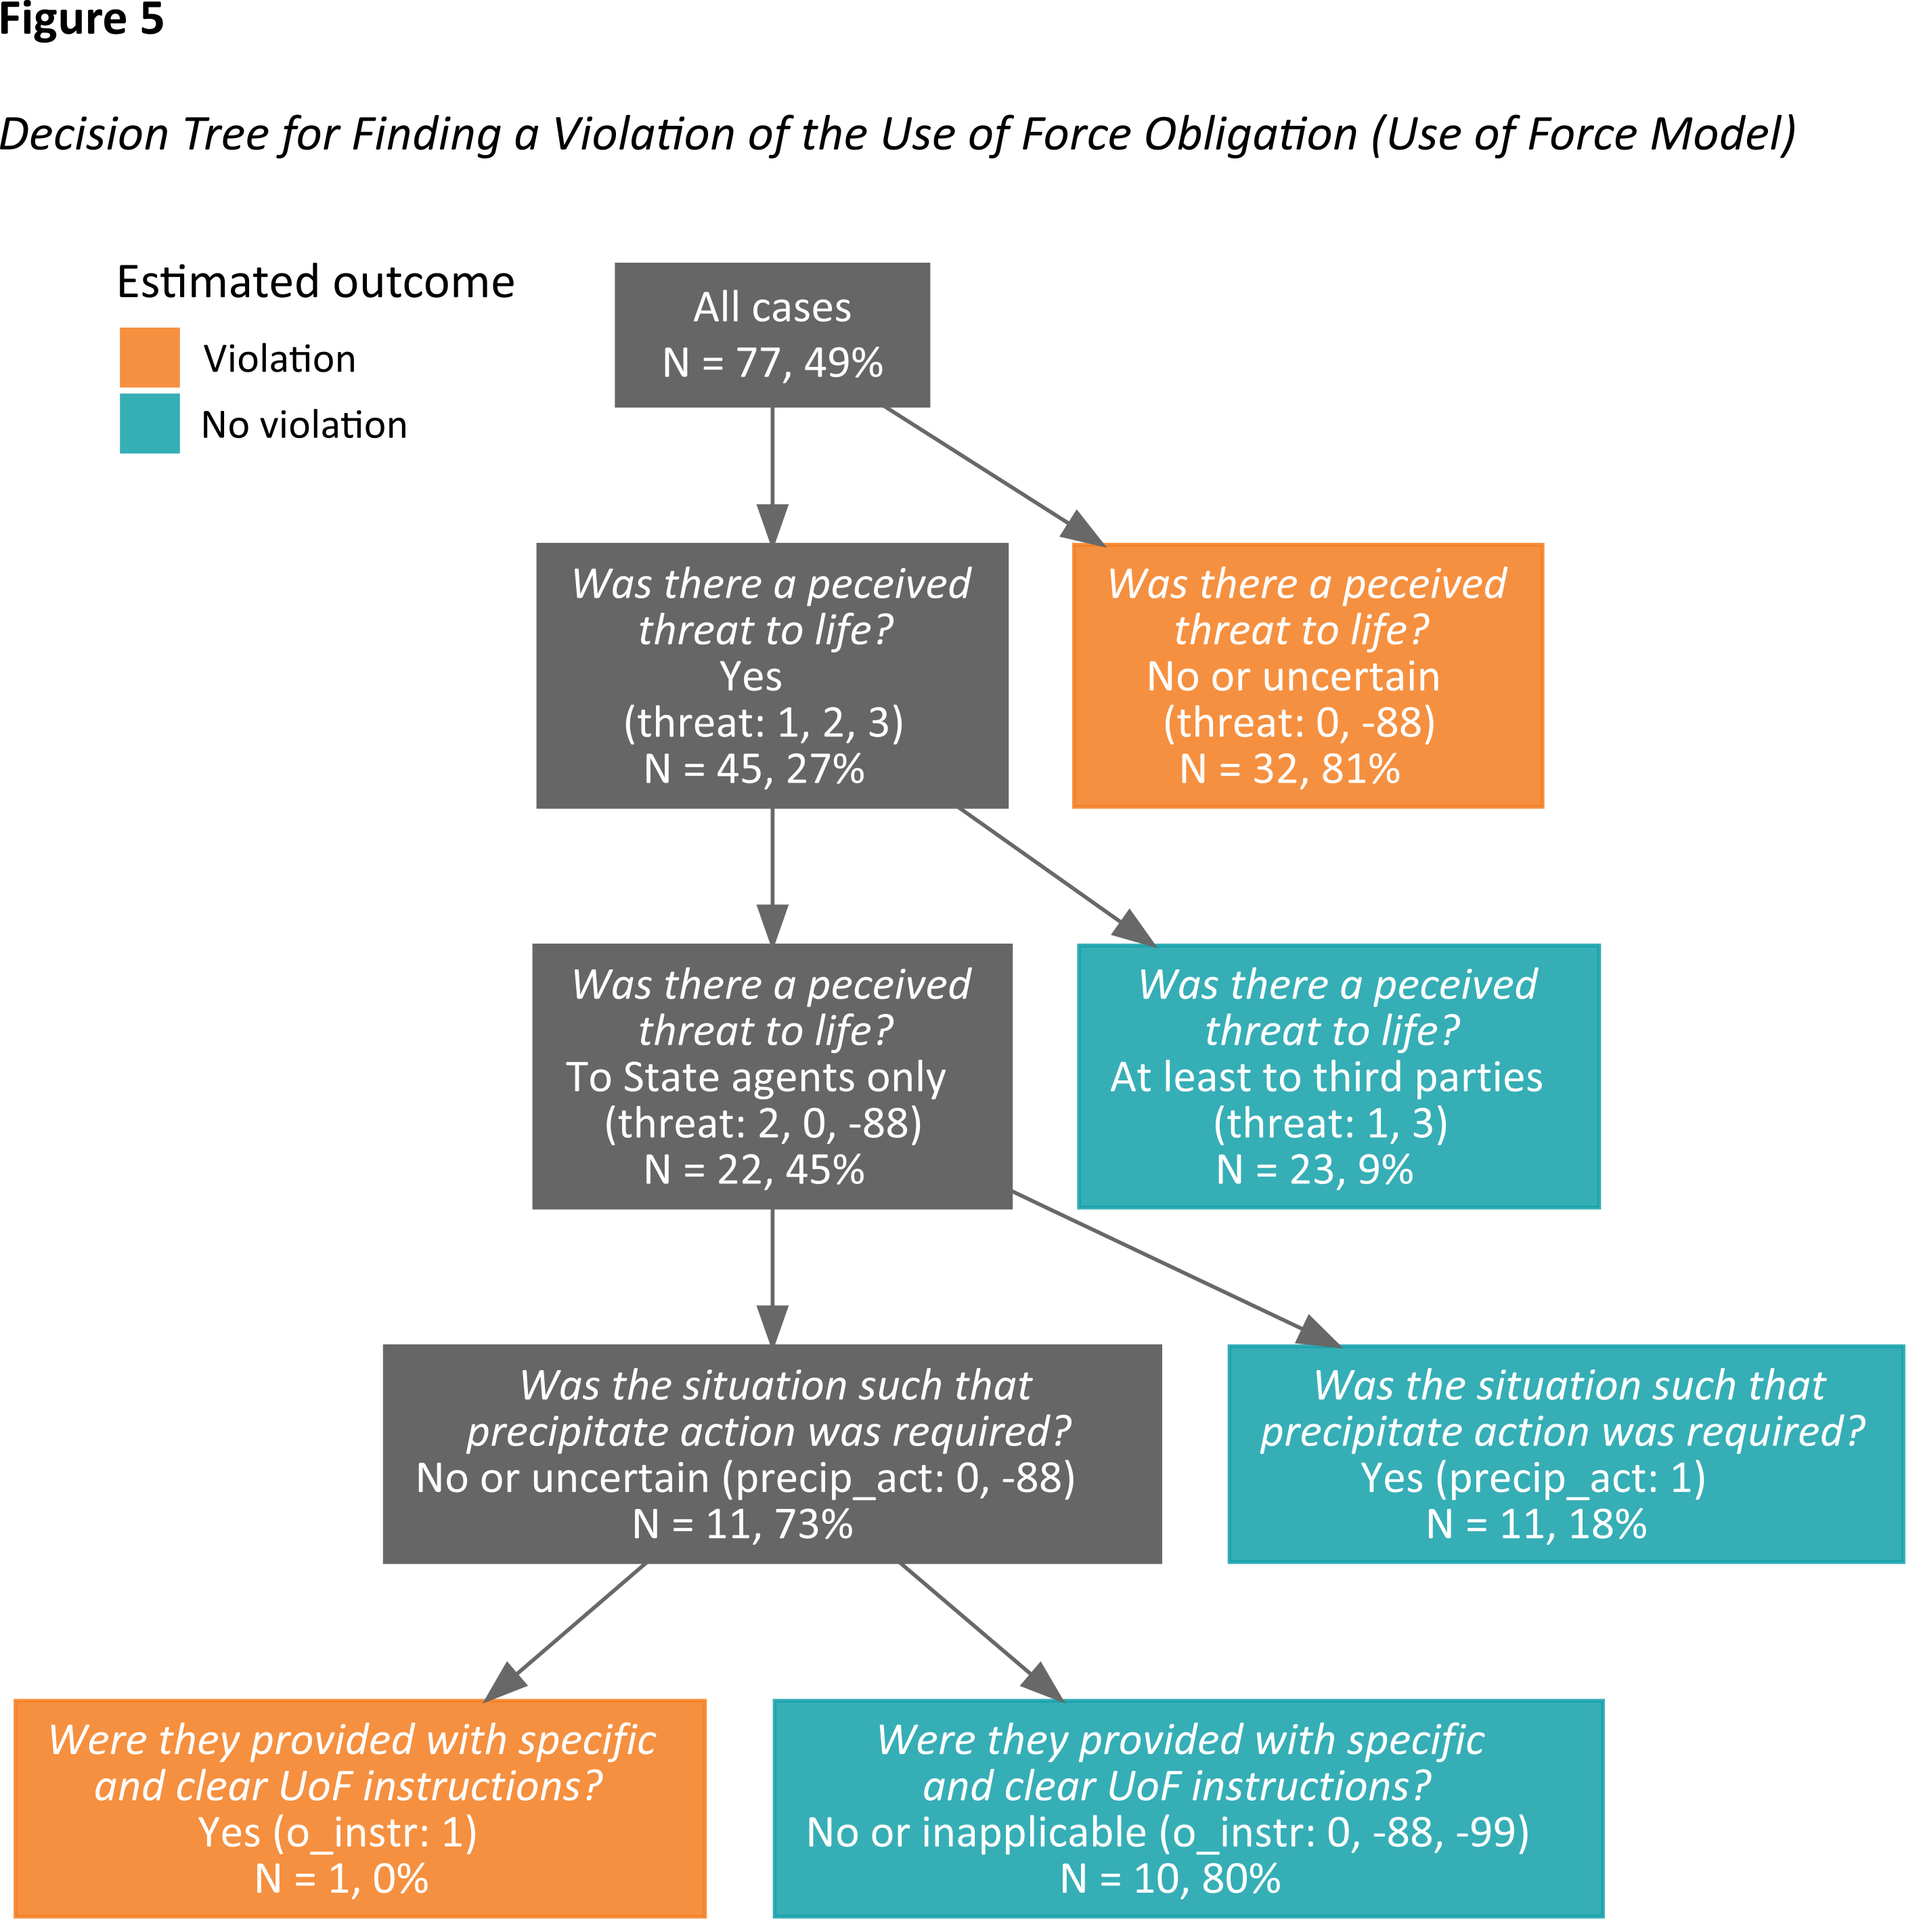 Figure 5
Decision Tree for Finding a Violation of the Use of Force Obligation (Use of Force Model)
Estimated outcome
Violation
No violation
All cases
N = 77, 49%
Was there a peceived
threat to life?
Yes
(threat: 1, 2, 3)
N = 45, 27%
Was there a peceived
threat to life?
No or uncertain
(threat: 0, -88)
N = 32, 81%
Was there a peceived
threat to life?
To State agents only
(threat: 2, 0, -88)
N = 22, 45%
Was there a peceived
threat to life?
At least to third parties
(threat: 1, 3)
N = 23, 9%
Was the situation such that
precipitate action was required?
No or uncertain (precip_act: 0, -88)
N = 11, 73%
Was the situation such that
precipitate action was required?
Yes (precip_act: 1)
N = 11, 18%
Were they provided with specific
and clear UoF instructions?
Yes (o_instr: 1)
N = 1, 0%
Were they provided with specific
and clear UoF instructions?
No or inapplicable (o_instr: 0, -88, -99)
N = 10, 80%